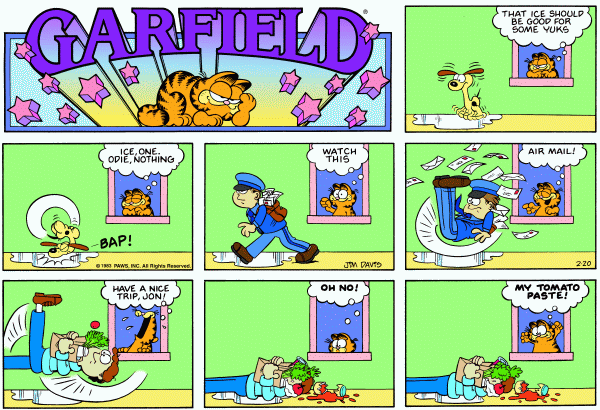 GARFIELD
®
THAT ICE SHOULD
BE GOOD FOR
SOME YUKS
ICE, ONE.
ODIE, NOTHING
BAP!
© 1983 PAWS, INC. All Rights Reserved.
WATCH
THIS
JIM DAVIS
AIR MAIL!
2-20
HAVE A NICE
TRIP, JON!
OH NO!
MY TOMATO
PASTE!